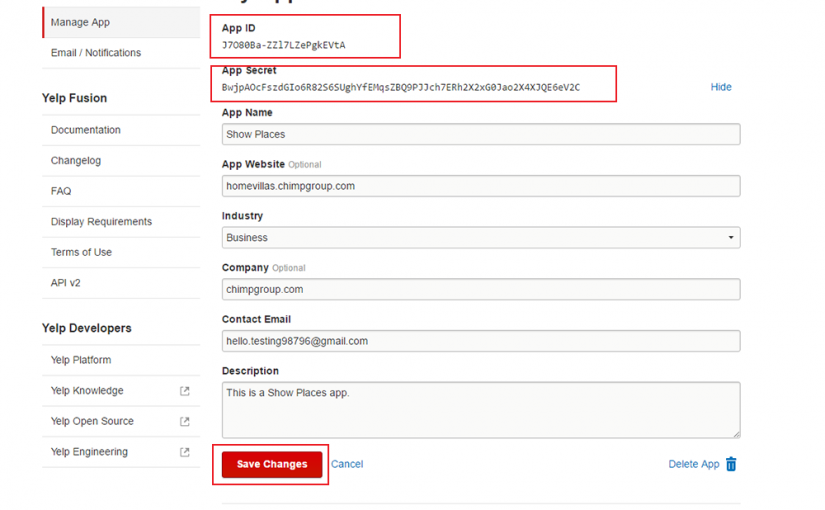 Manage App
Email / Notifications
Yelp Fusion
Documentation
Changelog
FAQ
Display Requirements
Terms of Use
API v2
Yelp Developers
Yelp Platform
Yelp Knowledge
Yelp Open Source
Yelp Engineering
App ID
J7O80Ba-ZZl7LZePgkEVtA
App Secret
BwjpAOcFszdGIo6R82S6SUghYfEMqsZBQ9PJJch7ERh2X2xG0Jao2X4XJQE6eV2C
Hide
App Name
Show Places
App Website Optional
homevillas.chimpgroup.com
Industry
Business
Company Optional
chimpgroup.com
Contact Email
hello.testing98796@gmail.com
Description
This is a Show Places app.
Save Changes
Cancel
Delete App